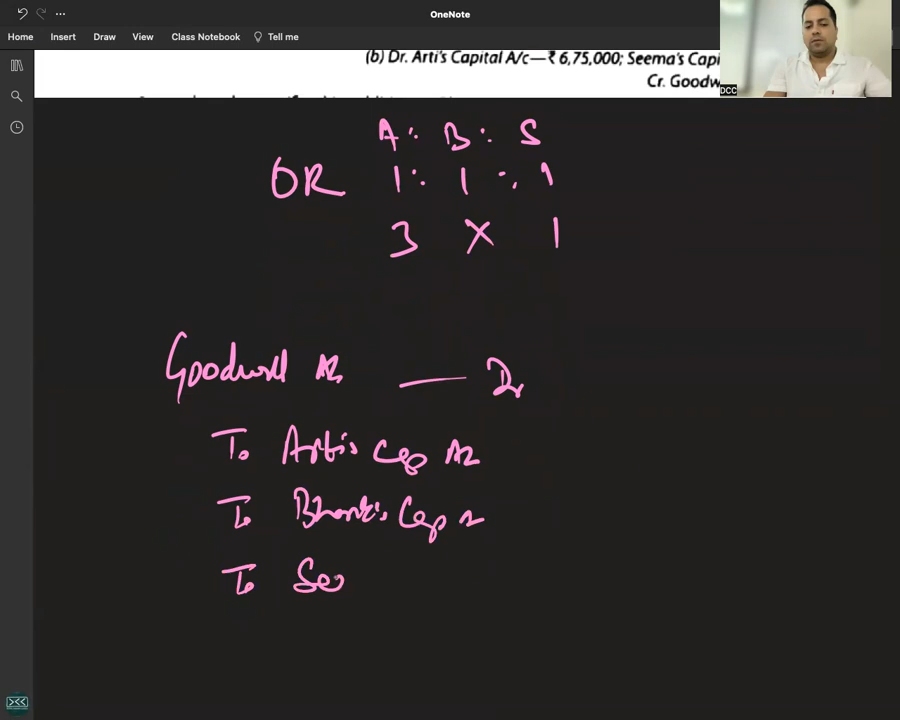 OneNote
Home Insert Draw View Class Notebook Tell me
(b) Dr. Arti's Capital A/c—₹ 6,75,000; Seema's Capi
Cr. Goodw
DCC
A : B : S
OR 1 : 1 : 1
3 X 1
Goodwill A/c — Dr
To Arti's Cap A/c
To Bharti's Cap
To See